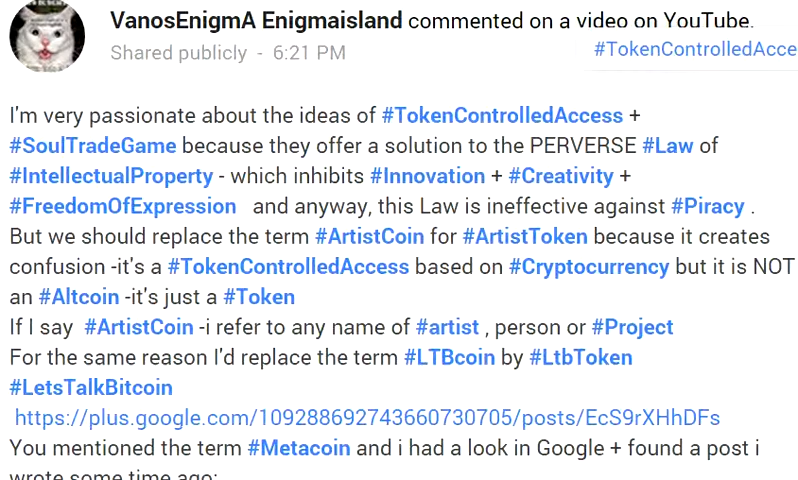 VanosEnigmA Enigmaisland commented on a video on YouTube.
Shared publicly - 6:21 PM
#TokenControlledAcce
I'm very passionate about the ideas of #TokenControlledAccess +
#SoulTradeGame because they offer a solution to the PERVERSE #Law of
#IntellectualProperty - which inhibits #Innovation + #Creativity +
#FreedomOfExpression and anyway, this Law is ineffective against #Piracy .
But we should replace the term #ArtistCoin for #ArtistToken because it creates
confusion -it's a #TokenControlledAccess based on #Cryptocurrency but it is NOT
an #Altcoin -it's just a #Token
If I say #ArtistCoin -i refer to any name of #artist , person or #Project
For the same reason I'd replace the term #LTBcoin by #LtbToken
#LetsTalkBitcoin
https://plus.google.com/109288692743660730705/posts/EcS9rXHhDFs
You mentioned the term #Metacoin and i had a look in Google + found a post i
wrote some time ago: